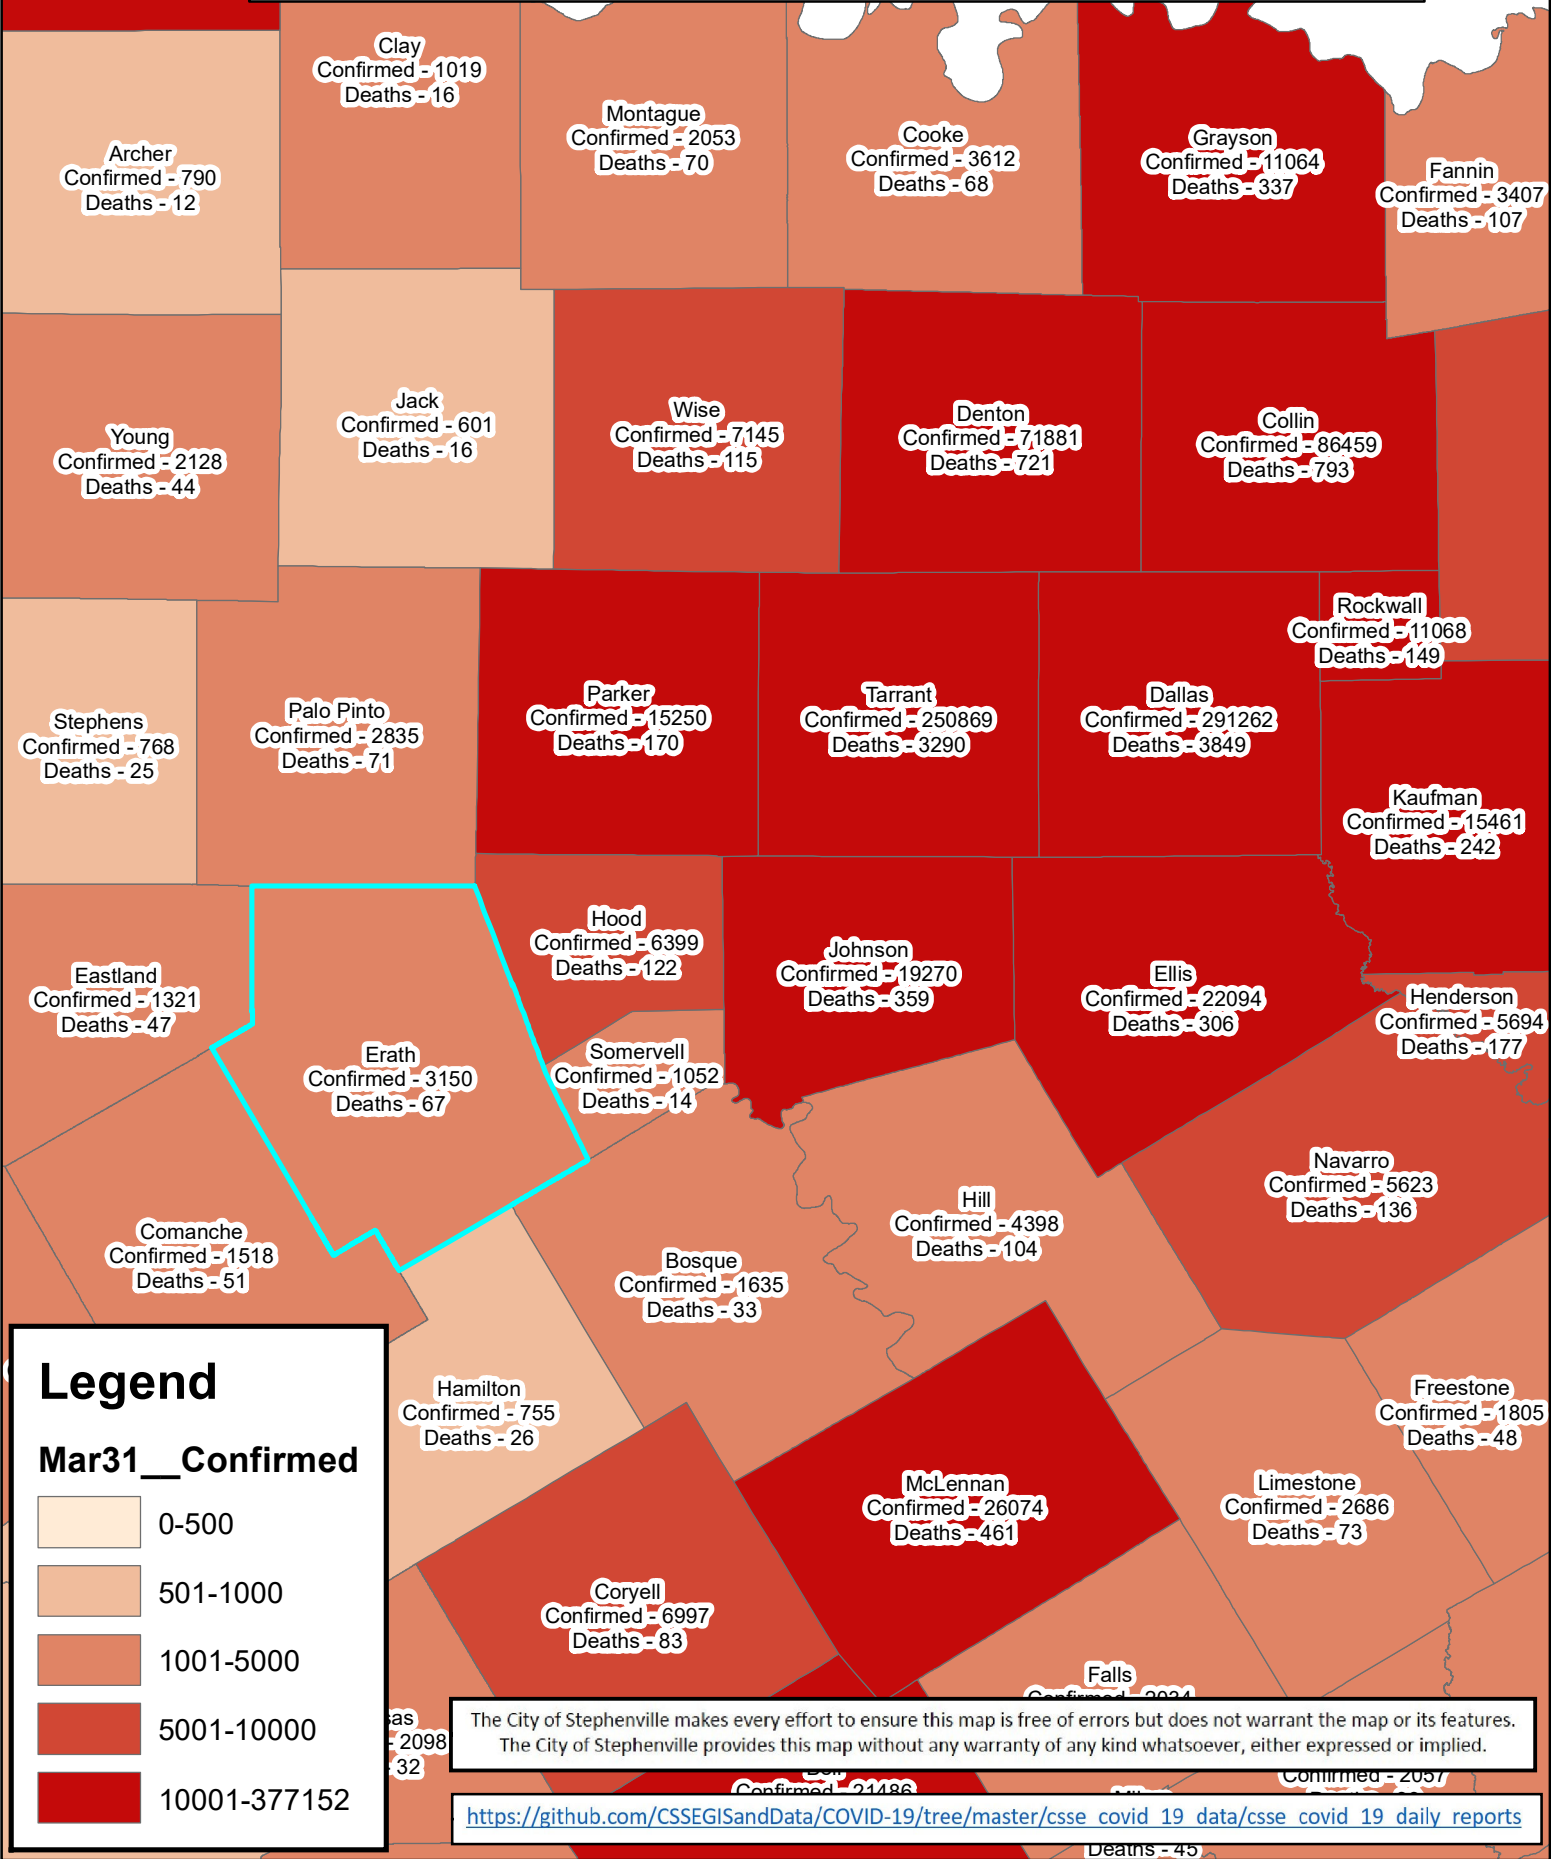 Clay
Confirmed - 1019
Deaths - 16
Montague
Confirmed - 2053
Deaths - 70
Cooke
Confirmed - 3612
Deaths - 68
Grayson
Confirmed - 11064
Deaths - 337
Archer
Confirmed - 790
Deaths - 12
Fannin
Confirmed - 3407
Deaths - 107
Young
Confirmed - 2128
Deaths - 44
Jack
Confirmed - 601
Deaths - 16
Wise
Confirmed - 7145
Deaths - 115
Denton
Confirmed - 71881
Deaths - 721
Collin
Confirmed - 86459
Deaths - 793
Rockwall
Confirmed - 11068
Deaths - 149
Stephens
Confirmed - 768
Deaths - 25
Palo Pinto
Confirmed - 2835
Deaths - 71
Parker
Confirmed - 15250
Deaths - 170
Tarrant
Confirmed - 250869
Deaths - 3290
Dallas
Confirmed - 291262
Deaths - 3849
Kaufman
Confirmed - 15461
Deaths - 242
Eastland
Confirmed - 1321
Deaths - 47
Erath
Confirmed - 3150
Deaths - 67
Hood
Confirmed - 6399
Deaths - 122
Somervell
Confirmed - 1052
Deaths - 14
Johnson
Confirmed - 19270
Deaths - 359
Ellis
Confirmed - 22094
Deaths - 306
Henderson
Confirmed - 5694
Deaths - 177
Comanche
Confirmed - 1518
Deaths - 51
Bosque
Confirmed - 1635
Deaths - 33
Hill
Confirmed - 4398
Deaths - 104
Navarro
Confirmed - 5623
Deaths - 136
Hamilton
Confirmed - 755
Deaths - 26
McLennan
Confirmed - 26074
Deaths - 461
Limestone
Confirmed - 2686
Deaths - 73
Freestone
Confirmed - 1805
Deaths - 48
Coryell
Confirmed - 6997
Deaths - 83
Falls
sas
- 2098
- 32
Confirmed - 21486
Confirmed - 2057
Deaths - 45
Legend
Mar31__Confirmed
0-500
501-1000
1001-5000
5001-10000
10001-377152
The City of Stephenville makes every effort to ensure this map is free of errors but does not warrant the map or its features.
The City of Stephenville provides this map without any warranty of any kind whatsoever, either expressed or implied.
https://github.com/CSSEGISandData/COVID-19/tree/master/csse_covid_19_data/csse_covid_19_daily_reports